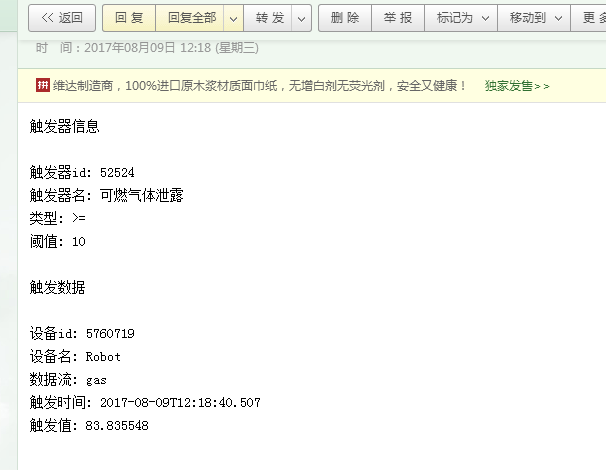 << 返回
回 复
回复全部
转 发
删 除
举 报
标记为
移动到
更 多
时 间：2017年08月09日 12:18 (星期三)
拼 维达制造商，100%进口原木浆材质面巾纸，无增白剂无荧光剂，安全又健康！ 独家发售>>
触发器信息
触发器id: 52524
触发器名: 可燃气体泄露
类型: >=
阈值: 10
触发数据
设备id: 5760719
设备名: Robot
数据流: gas
触发时间: 2017-08-09T12:18:40.507
触发值: 83.835548